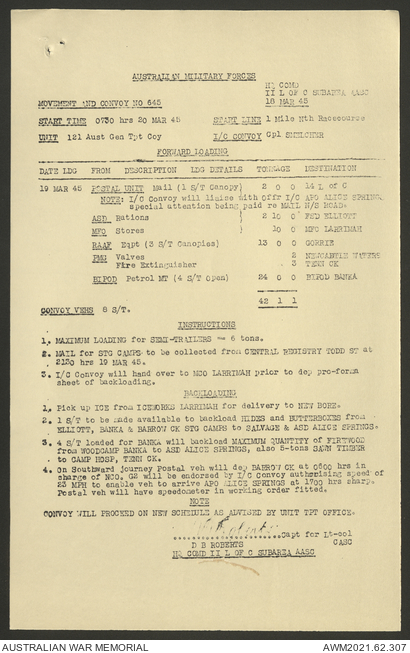 AUSTRALIAN MILITARY FORCES
HQ COMD
II L OF C SUBAREA AASC
MOVEMENT AND CONVOY NO 645 18 MAR 45
START TIME 0730 hrs 20 MAR 45 START LINE 1 Mile Nth Racecourse
UNIT 121 Aust Gen Tpt Coy I/C CONVOY Cpl
FORWARD LOADING
DATE LDG FROM DESCRIPTION LDG DETAILS TONNAGE DESTINATION
19 MAR 45 POSTAL UNIT Mail (1 S/T Canopy) 2 0 0 14 L of C
NOTE: I/C Convoy will liaise with offr I/C APO ALICE SPRINGS
special attention being paid re MAIL N/S ROAD.
ASD Rations ) 2 10 0 FSD ELLIOTT
MFO Stores ) 10 0 MFO LARRIMAH
RAAF Eqpt (3 S/T Canopies) 13 0 0 GORRIE
PMG Valves ) 2 NEWCASTLE WATERS
Fire Extinguisher ) 3 TENN CK
BIPOD Petrol MT (4 S/T Open) 24 0 0 BIPOD BANKA
42 1 1
CONVOY VEHS 8 S/T.
INSTRUCTIONS
1. MAXIMUM LOADING for SEMI-TRAILERS = 6 tons.
2. MAIL for STG CAMPS to be collected from CENTRAL REGISTRY TODD ST at
2130 hrs 19 MAR 45.
3. I/C Convoy will hand over to NCO LARRIMAH prior to dep pro-forma
sheet of backloading.
BACKLOADING
1. Pick up ICE from ICEWORKS LARRIMAH for delivery to NEW BORE.
2. 1 S/T to be made available to backload HIDES and BUTTERBOXES from
ELLIOTT, BANKA & BARROW CK STG CAMPS to SALVAGE & ASD ALICE SPRINGS.
3. 4 S/T loaded for BANKA will backload MAXIMUM QUANTITY of FIREWOOD
from WOODCAMP BANKA to ASD ALICE SPRINGS, also 5-tons SAWN TIMBER
to CAMP HOSP, TENN CK.
4. On Southward journey Postal veh will dep BARROW CK at 0800 hrs in
charge of NCO. G2 will be endorsed by I/C Convoy authorising speed of
23 MPH to enable veh to arrive APO ALICE SPRINGS at 1700 hrs sharp.
Postal veh will have speedometer in working order fitted.
NOTE
CONVOY WILL PROCEED ON NEW SCHEDULE AS ADVISED BY UNIT TPT OFFICE.
Capt for Lt-col
D B ROBERTS CASC
HQ COMD II L OF C SUBAREA AASC
AUSTRALIAN WAR MEMORIAL AWM2021.62.307